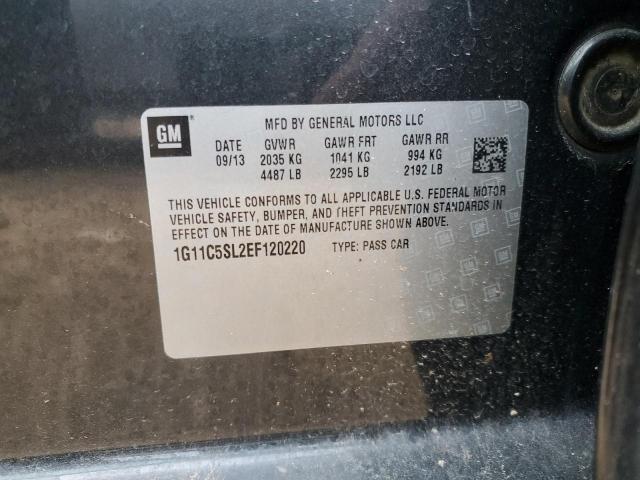 GM
MFD BY GENERAL MOTORS LLC
DATE GVWR GAWR FRT GAWR RR
09/13 2035 KG 1041 KG 994 KG
4487 LB 2295 LB 2192 LB
THIS VEHICLE CONFORMS TO ALL APPLICABLE U.S. FEDERAL MOTOR
VEHICLE SAFETY, BUMPER, AND THEFT PREVENTION STANDARDS IN
EFFECT ON THE DATE OF MANUFACTURE SHOWN ABOVE.
1G11C5SL2EF120220 TYPE: PASS CAR